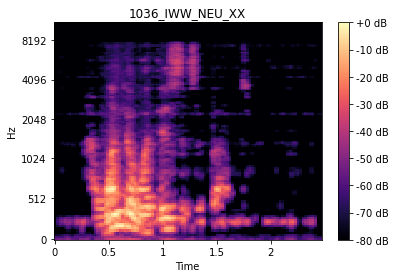 1036_IWW_NEU_XX
8192
4096
2048
1024
512
0
Hz
0 0.5 1 1.5 2
Time
+0 dB
-10 dB
-20 dB
-30 dB
-40 dB
-50 dB
-60 dB
-70 dB
-80 dB